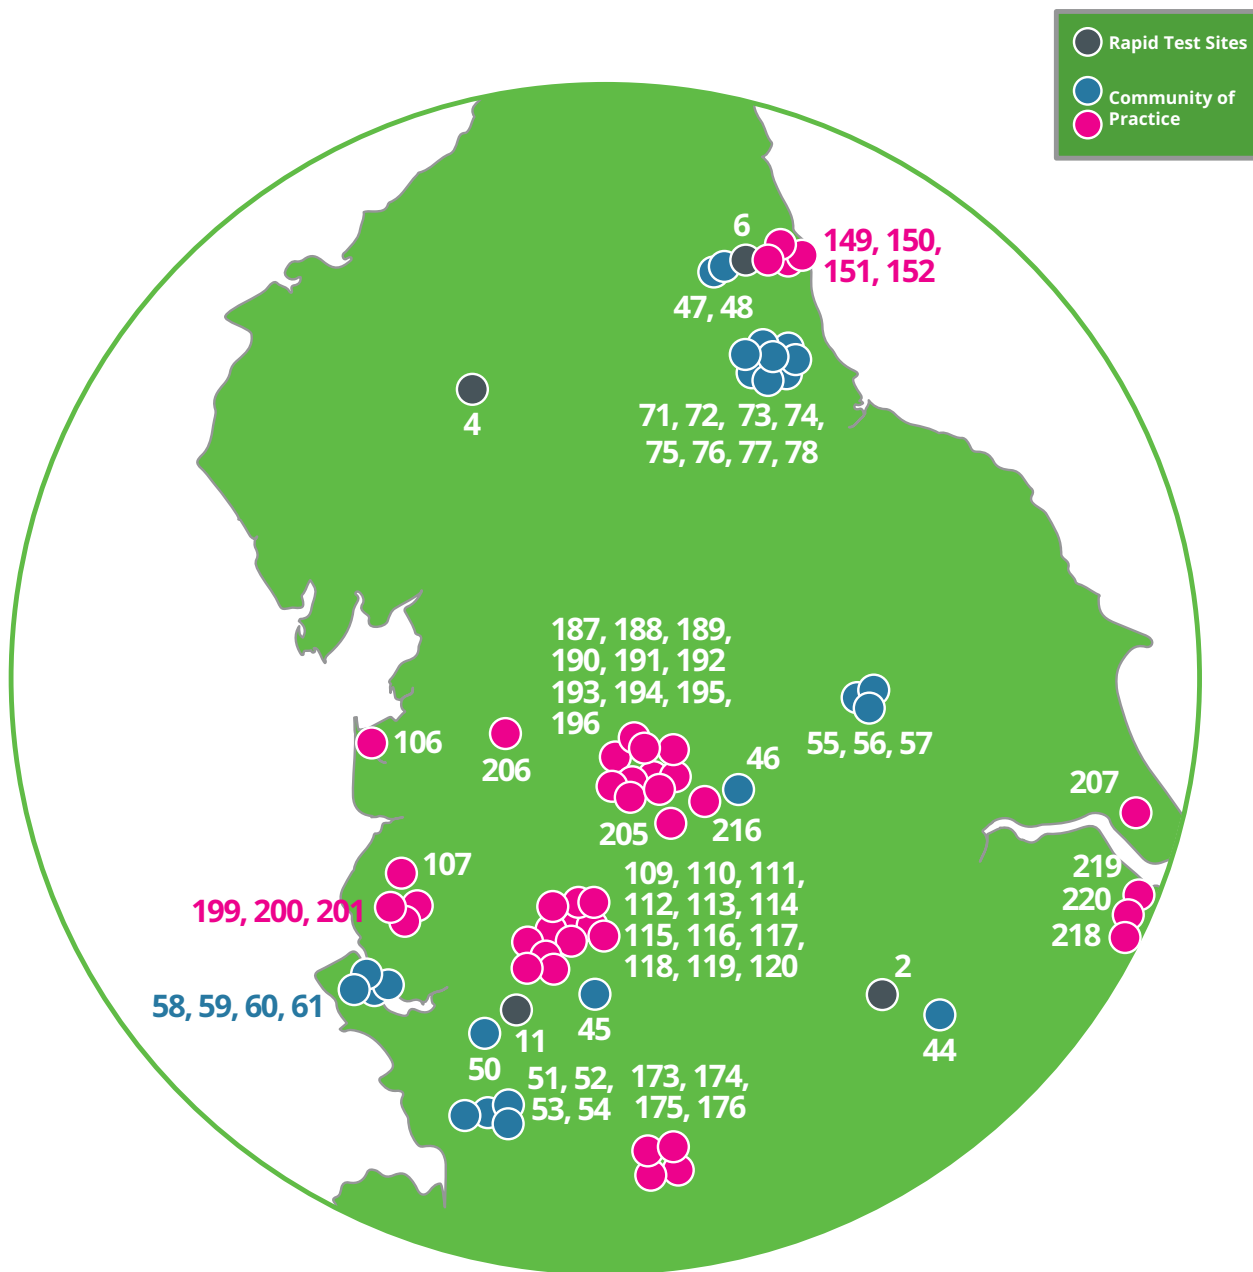 Rapid Test Sites
Community of
Practice
6
149, 150,
151, 152
47, 48
4
71, 72, 73, 74,
75, 76, 77, 78
187, 188, 189,
190, 191, 192
193, 194, 195,
196
106
206
55, 56, 57
46
207
205
216
107
109, 110, 111,
112, 113, 114
115, 116, 117,
118, 119, 120
219
220
218
199, 200, 201
2
58, 59, 60, 61
11
45
44
50
51, 52,
53, 54
173, 174,
175, 176